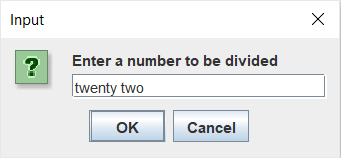 Input
Enter a number to be divided
twenty two
OK
Cancel